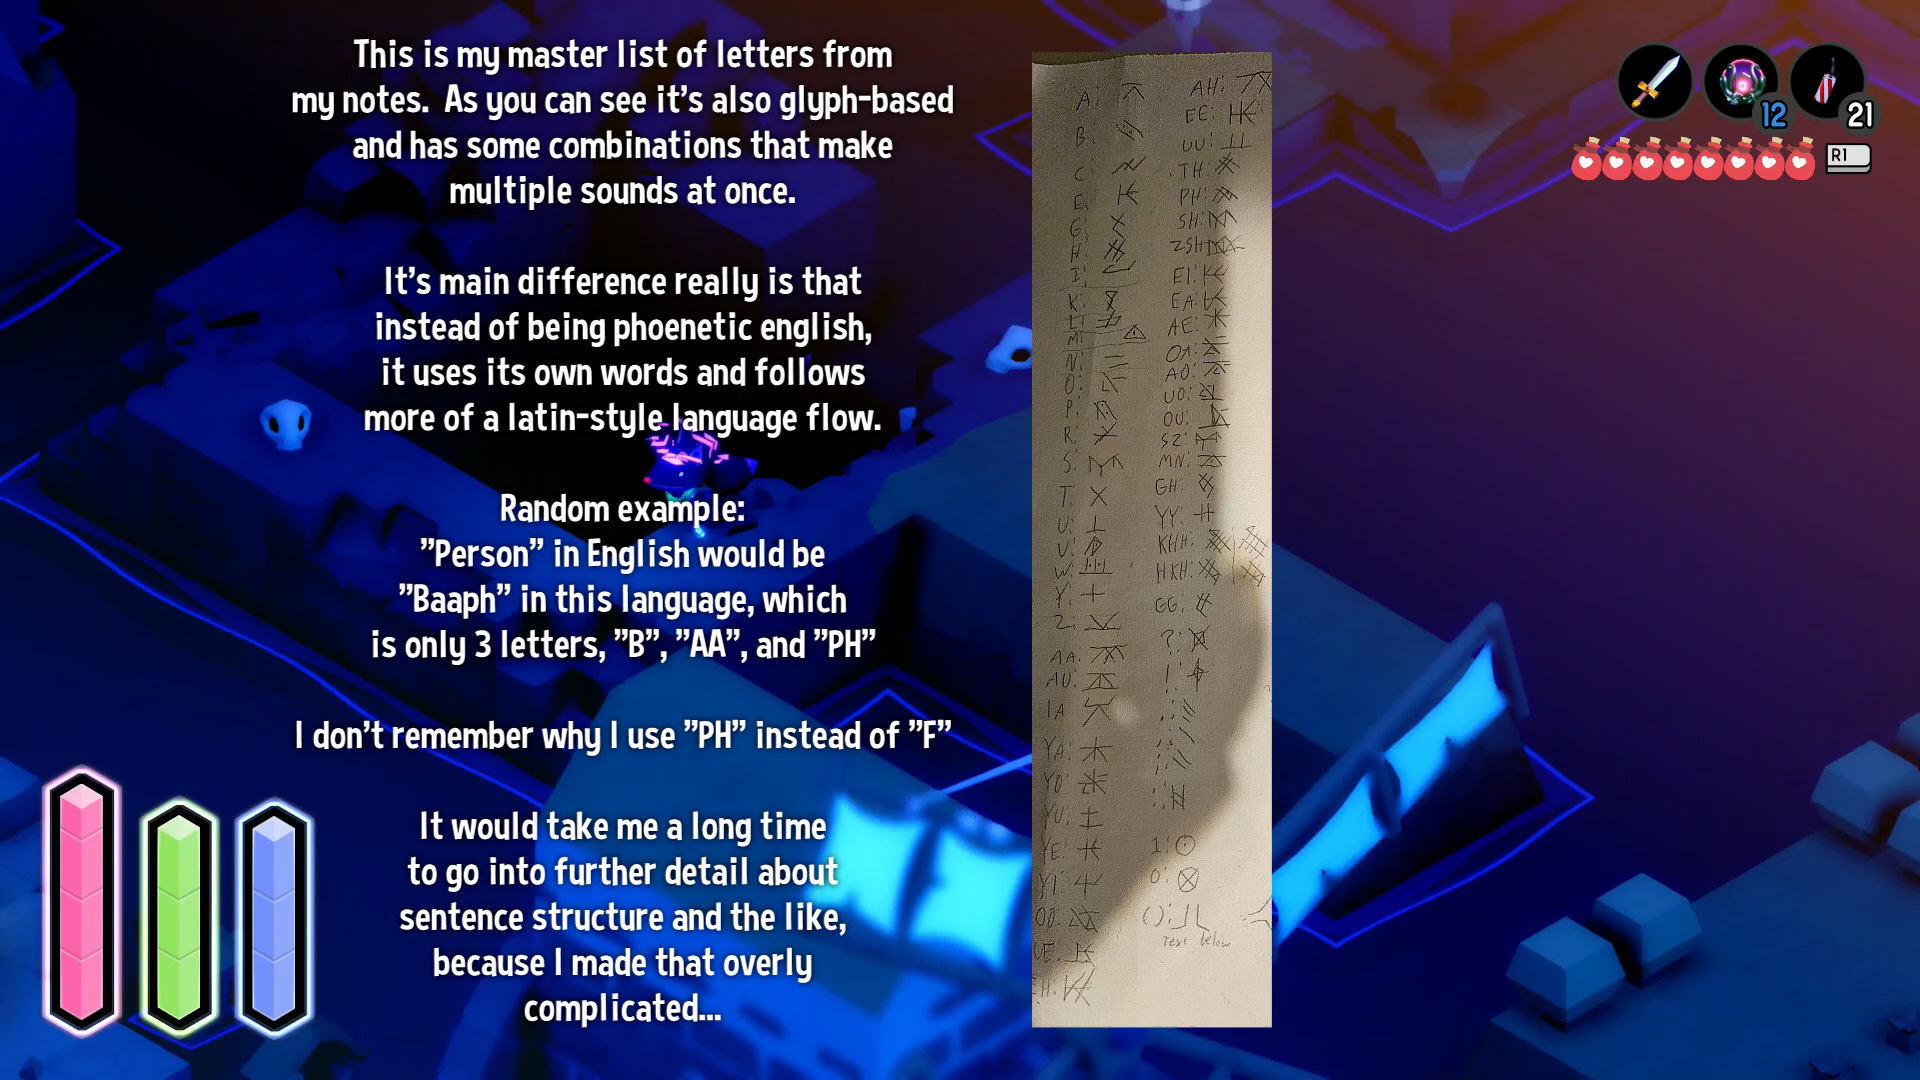 This is my master list of letters from
my notes. As you can see it's also glyph-based
and has some combinations that make
multiple sounds at once.
It's main difference really is that
instead of being phoenetic english,
it uses its own words and follows
more of a latin-style language flow.
Random example:
"Person" in English would be
"Baaph" in this language, which
is only 3 letters, "B", "AA", and "PH"
I don't remember why I use "PH" instead of "F"
It would take me a long time
to go into further detail about
sentence structure and the like,
because I made that overly
complicated...
A:
B:
C:
E:
G:
H:
I:
K:
M:
N:
O:
P:
R:
S:
T:
U:
V:
W:
Y:
Z:
AA:
AU:
IA
YA:
YO:
YU:
YE:
YI:
OO:
UE:
AH:
EE:
UU:
TH:
PH:
SH:
ZSH:
EI:
EA:
AE:
OA:
AO:
UO:
OU:
SZ:
MN:
GH:
YY:
KHH:
HKH:
GG:
?:
!:
1:
0:
():
Text below
12
21
R1